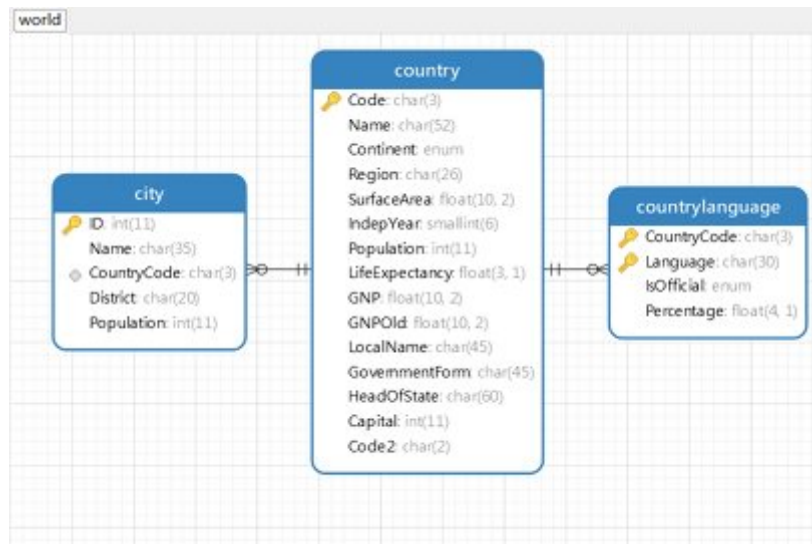 world
country
Code: char(3)
Name: char(52)
Continent: enum
Region: char(26)
SurfaceArea: float(10, 2)
IndepYear: smallint(6)
Population: int(11)
LifeExpectancy: float(3, 1)
GNP: float(10, 2)
GNPOld: float(10, 2)
LocalName: char(45)
GovernmentForm: char(45)
HeadOfState: char(60)
Capital: int(11)
Code2: char(2)
city
ID: int(11)
Name: char(35)
CountryCode: char(3)
District: char(20)
Population: int(11)
countrylanguage
CountryCode: char(3)
Language: char(30)
IsOfficial: enum
Percentage: float(4, 1)